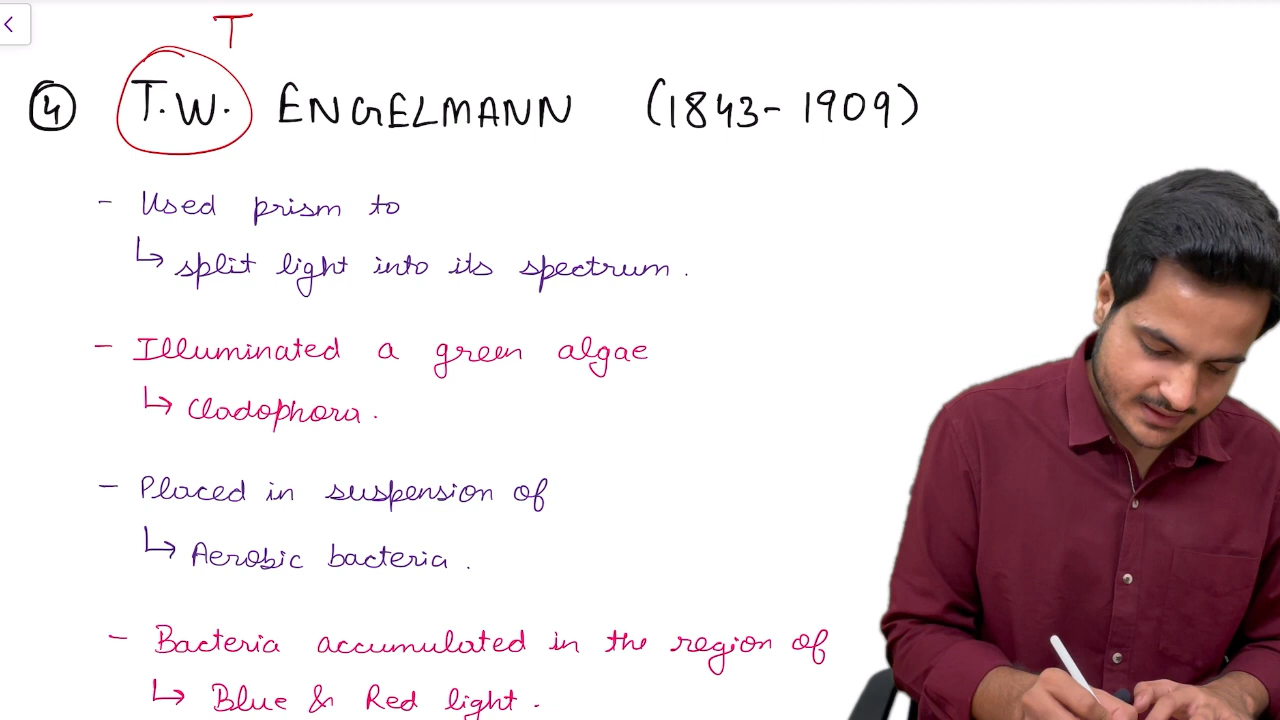 T
④ T.W. ENGELMANN (1843-1909)
- Used prism to
↳ split light into its spectrum.
- Illuminated a green algae
↳ Cladophora.
- Placed in suspension of
↳ Aerobic bacteria.
- Bacteria accumulated in the region of
↳ Blue & Red light.